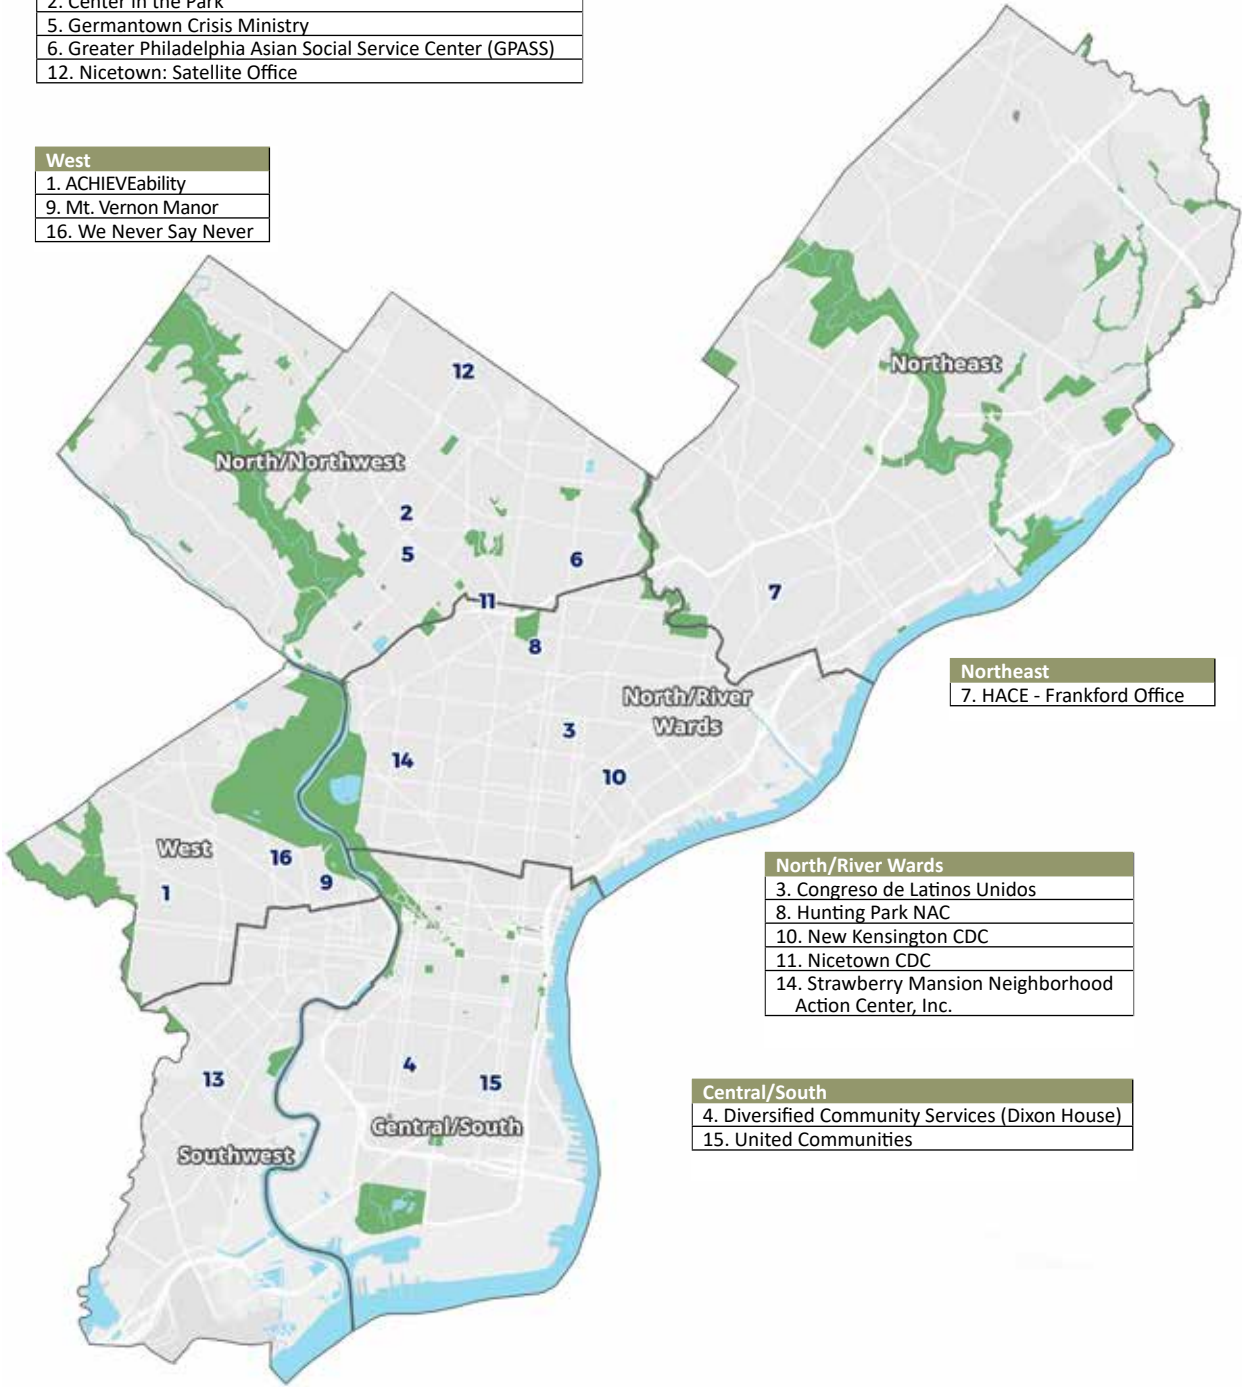 2. Center in the Park
5. Germantown Crisis Ministry
6. Greater Philadelphia Asian Social Service Center (GPASS)
12. Nicetown: Satellite Office
West
1. ACHIEVEability
9. Mt. Vernon Manor
16. We Never Say Never
12
Northeast
North/Northwest
2
5
6
7
11
8
Northeast
7. HACE - Frankford Office
North/River
Wards
3
14
10
West
16
9
1
North/River Wards
3. Congreso de Latinos Unidos
8. Hunting Park NAC
10. New Kensington CDC
11. Nicetown CDC
14. Strawberry Mansion Neighborhood
Action Center, Inc.
4
13
15
Central/South
4. Diversified Community Services (Dixon House)
15. United Communities
Central/South
Southwest